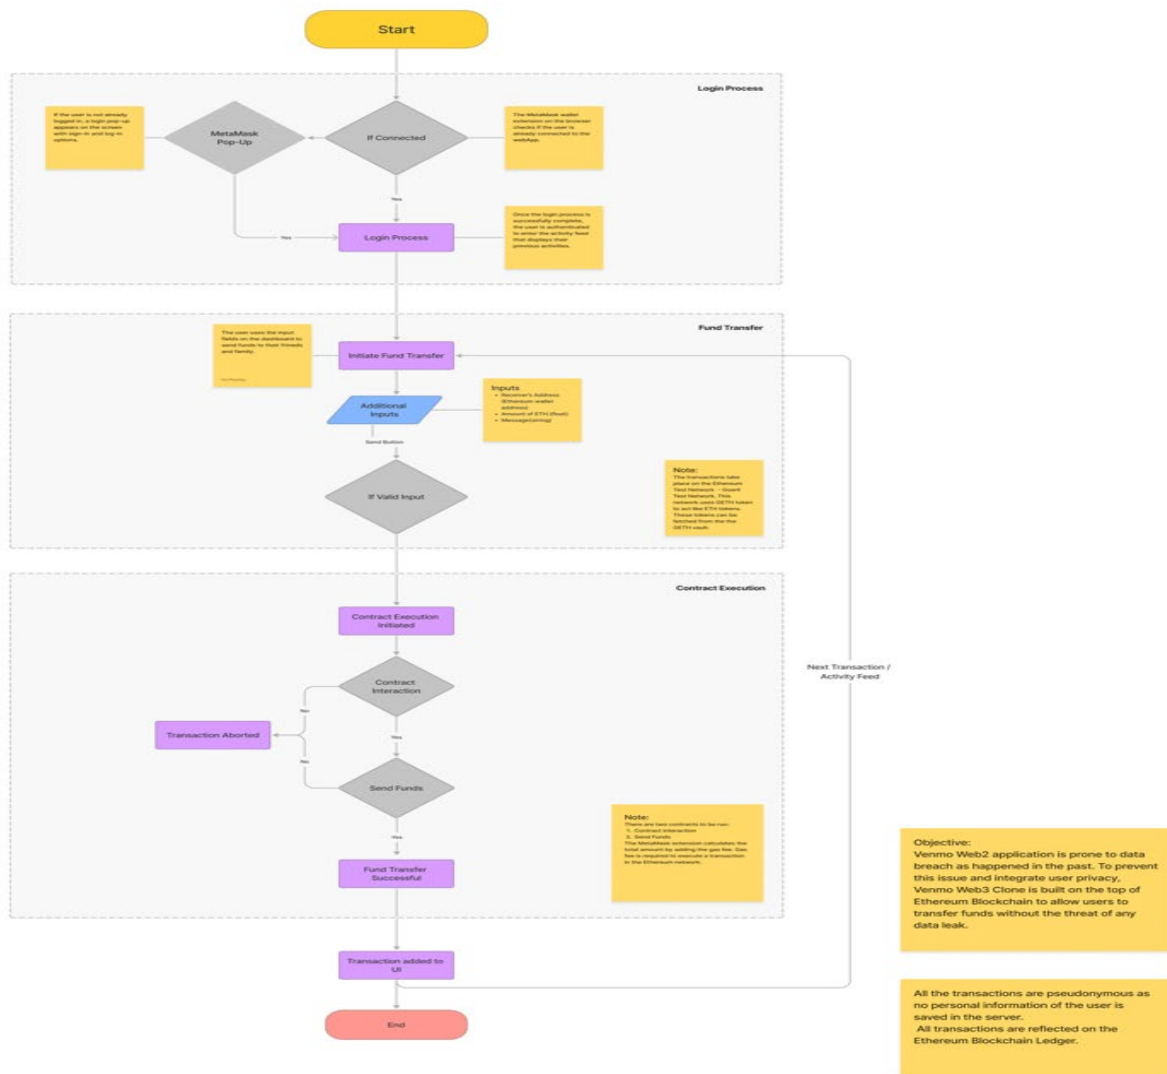 Start
Login Process
If the user is not already
logged in, a login pop-up
appears on the screen
with sign-in and log-in
options.
MetaMask
Pop-Up
If Connected
The MetaMask wallet
extension on the browser
checks if the user is
already connected to the
webApp.
Yes
Yes
Login Process
Once the login process is
successfully complete,
the user is authenticated
to enter the activity feed
that displays their
previous activities.
Fund Transfer
The user uses the input
fields on the dashboard to
send funds to their friends
and family.
Initiate Fund Transfer
Additional
Inputs
Inputs
• Receiver's Address
(Ethereum wallet
address)
• Amount of ETH (float)
• Message(string)
Send Button
If Valid Input
Note:
The transactions take
place on the Ethereum
Test Network - Goerli
Test Network. This
network uses GETH token
to act like ETH tokens.
These tokens can be
fetched from the the
GETH vault.
Contract Execution
Contract Execution
Initiated
Contract
Interaction
No
Yes
Transaction Aborted
No
Send Funds
Yes
Fund Transfer
Successful
Note:
There are two contracts to be run:
1. Contract Interaction
2. Send Funds
The MetaMask extension calculates the
total amount by adding the gas fee. Gas
fee is required to execute a transaction
in the Ethereum network.
Next Transaction /
Activity Feed
Transaction added to
UI
End
Objective:
Venmo Web2 application is prone to data
breach as happened in the past. To prevent
this issue and integrate user privacy,
Venmo Web3 Clone is built on the top of
Ethereum Blockchain to allow users to
transfer funds without the threat of any
data leak.
All the transactions are pseudonymous as
no personal information of the user is
saved in the server.
All transactions are reflected on the
Ethereum Blockchain Ledger.